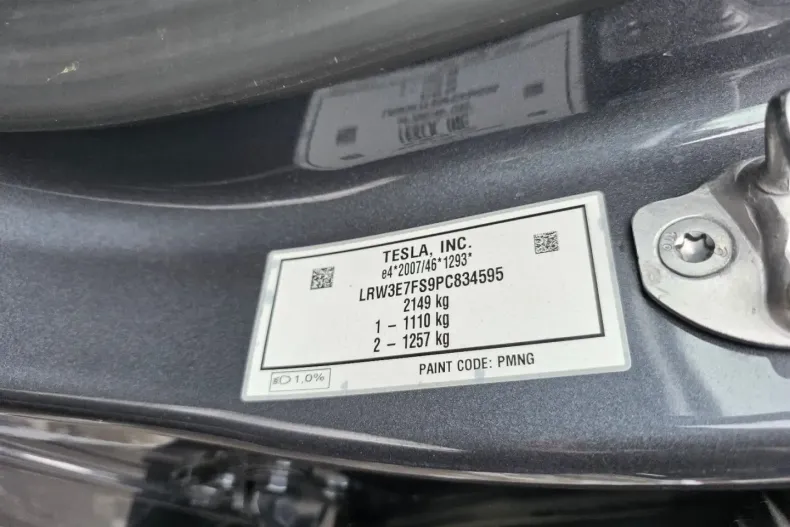 TESLA, INC.
e4*2007/46*1293*
LRW3E7FS9PC834595
2149 kg
1 – 1110 kg
2 – 1257 kg
PAINT CODE: PMNG
1,0%